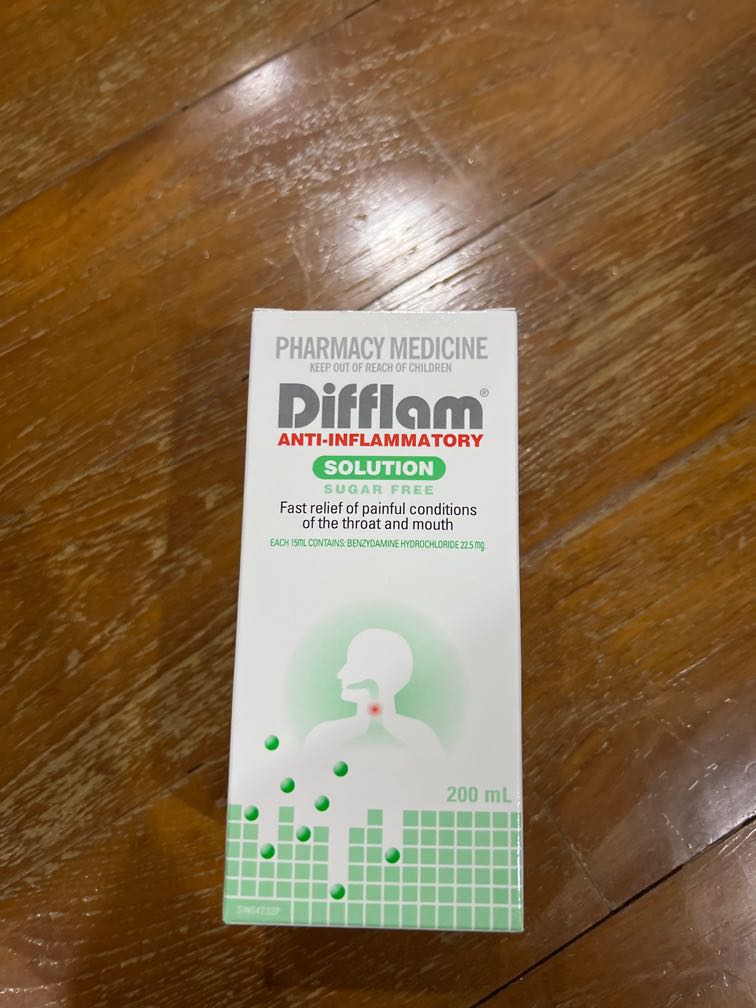 PHARMACY MEDICINE
KEEP OUT OF REACH OF CHILDREN
Difflam®
ANTI-INFLAMMATORY
SOLUTION
SUGAR FREE
Fast relief of painful conditions
of the throat and mouth
EACH 15ML CONTAINS: BENZYDAMINE HYDROCHLORIDE 22.5 mg
200 mL